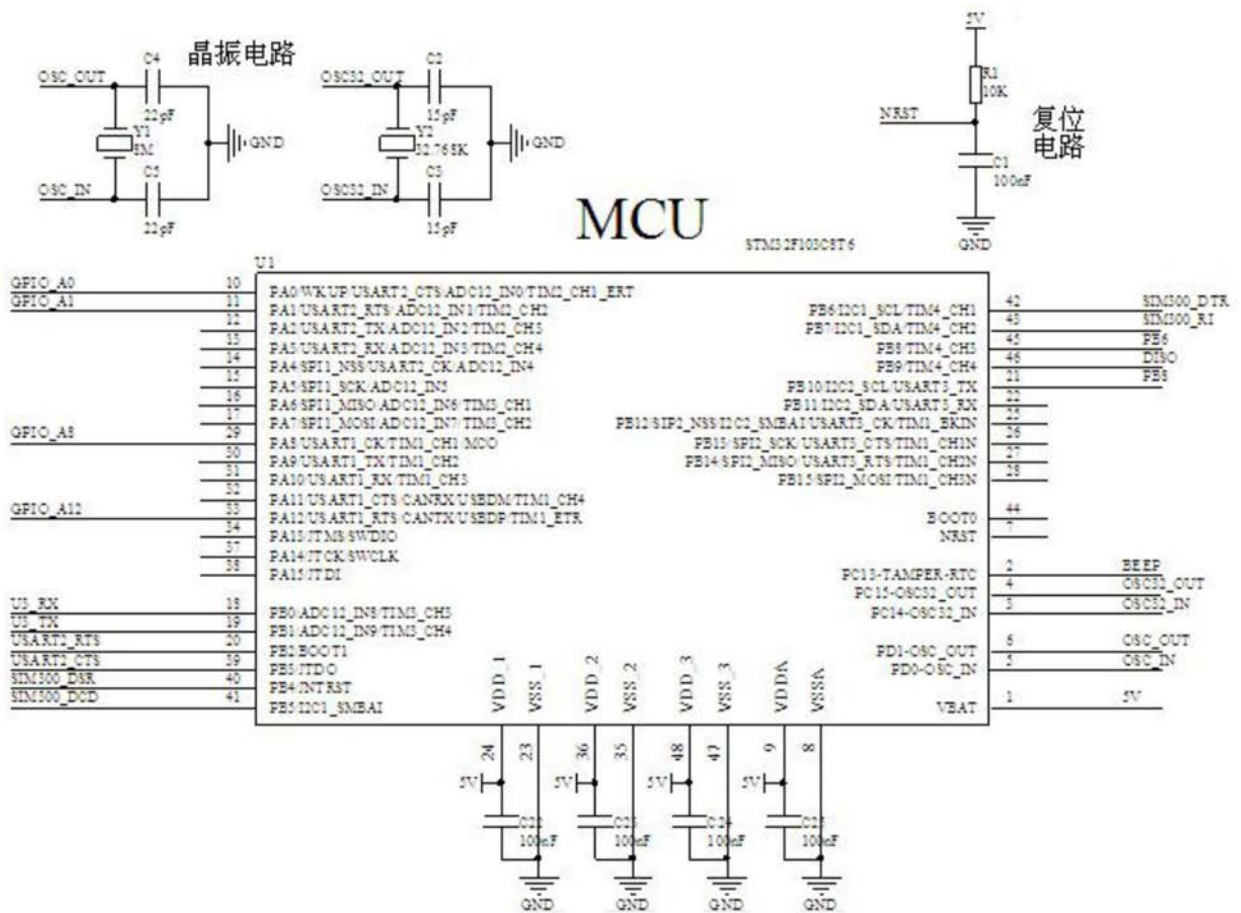 晶振电路
OSC_OUT
C4
22pF
Y1
8M
GND
OSC_IN
C5
22pF
OSC32_OUT
C2
15pF
Y2
32.768K
GND
OSC32_IN
C3
15pF
5V
R1
10K
NRST
复位
电路
C1
100nF
GND
MCU
STM32F103C8T6
U1
GPIO_A0 10 PA0/WKUP/USART2_CTS/ADC12_IN0/TIM2_CH1_ERT
GPIO_A1 11 PA1/USART2_RTS/ADC12_IN1/TIM2_CH2
12 PA2/USART2_TX/ADC12_IN2/TIM2_CH3
13 PA3/USART2_RX/ADC12_IN3/TIM2_CH4
14 PA4/SPI1_NSS/USART2_CK/ADC12_IN4
15 PA5/SPI1_SCK/ADC12_IN5
16 PA6/SPI1_MISO/ADC12_IN6/TIM3_CH1
17 PA7/SPI1_MOSI/ADC12_IN7/TIM3_CH2
GPIO_A8 29 PA8/USART1_CK/TIM1_CH1/MCO
30 PA9/USART1_TX/TIM1_CH2
31 PA10/USART1_RX/TIM1_CH3
32 PA11/USART1_CTS/CANRX/USBDM/TIM1_CH4
GPIO_A12 33 PA12/USART1_RTS/CANTX/USBDP/TIM1_ETR
34 PA13/JTMS/SWDIO
37 PA14/JTCK/SWCLK
38 PA15/JTDI
U3_RX 18 PB0/ADC12_IN8/TIM3_CH3
U3_TX 19 PB1/ADC12_IN9/TIM3_CH4
USART2_RTS 20 PB2/BOOT1
USART2_CTS 39 PB3/JTDO
SIM300_DSR 40 PB4/JNTRST
SIM300_DCD 41 PB5/I2C1_SMBAI
PB6/I2C1_SCL/TIM4_CH1 42 SIM300_DTR
PB7/I2C1_SDA/TIM4_CH2 43 SIM300_RI
PB8/TIM4_CH3 45 PB6
PB9/TIM4_CH4 46 DISO
PB10/I2C2_SCL/USART3_TX 21 PB8
PB11/I2C2_SDA/USART3_RX 22
PB12/SIP2_NSS/I2C2_SMBAI/USART3_CK/TIM1_BKIN 25
PB13/SPI2_SCK/USART3_CTS/TIM1_CH1N 26
PB14/SPI2_MISO/USART3_RTS/TIM1_CH2N 27
PB15/SPI2_MOSI/TIM1_CH3N 28
BOOT0 44
NRST 7
PC13-TAMPER-RTC 2 BEEP
PC15-OSC32_OUT 4 OSC32_OUT
PC14-OSC32_IN 3 OSC32_IN
PD1-OSC_OUT 6 OSC_OUT
PD0-OSC_IN 5 OSC_IN
VBAT 1 5V
VDD_1 VSS_1 VDD_2 VSS_2 VDD_3 VSS_3 VDDA VSSA
24 23 36 35 48 47 9 8
5V 5V 5V 5V
C22 C23 C24 C25
100nF 100nF 100nF 100nF
GND GND GND GND